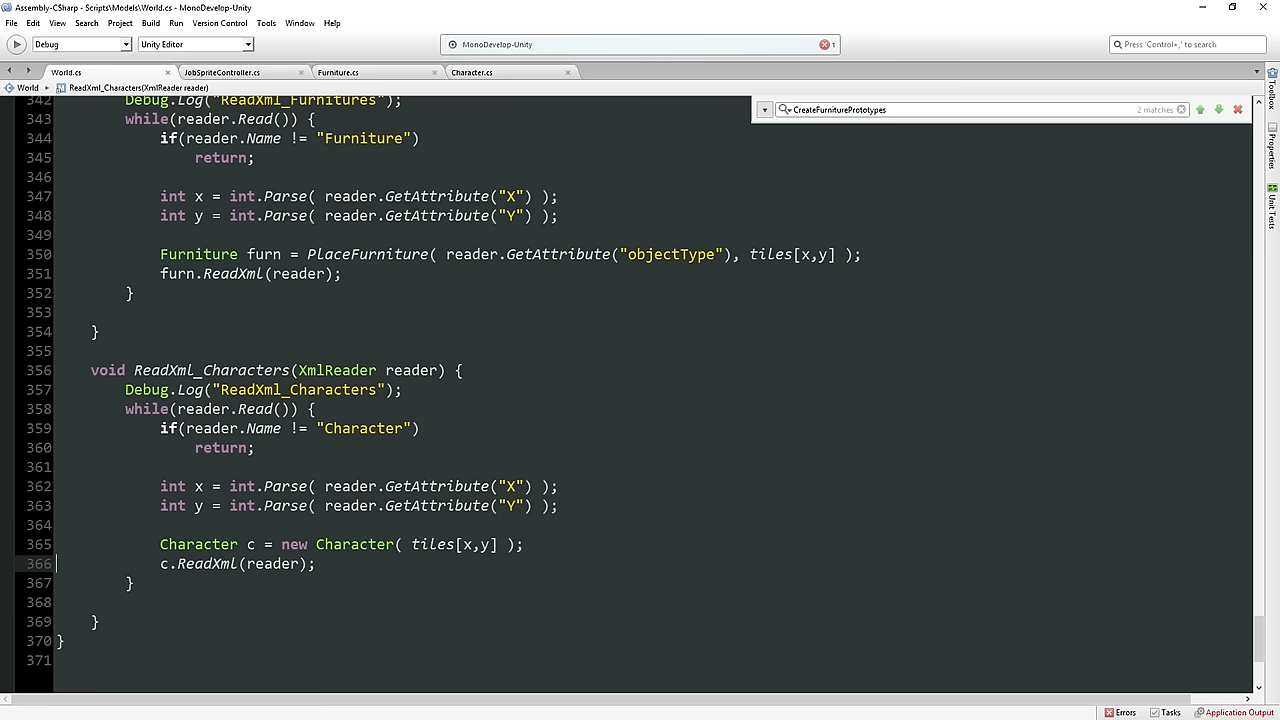 Assembly-CSharp - Scripts\Models\World.cs - MonoDevelop-Unity
File Edit View Search Project Build Run Version Control Tools Window Help
Debug Unity Editor MonoDevelop-Unity 1 Press 'Control+,' to search
World.cs JobSpriteController.cs Furniture.cs Character.cs
World ReadXml_Characters(XmlReader reader)
CreateFurniturePrototypes 2 matches
Toolbox
Properties
Unit Tests
342 Debug.Log("ReadXml_Furnitures");
343 while(reader.Read()) {
344 if(reader.Name != "Furniture")
345 return;
346
347 int x = int.Parse( reader.GetAttribute("X") );
348 int y = int.Parse( reader.GetAttribute("Y") );
349
350 Furniture furn = PlaceFurniture( reader.GetAttribute("objectType"), tiles[x,y] );
351 furn.ReadXml(reader);
352 }
353
354 }
355
356 void ReadXml_Characters(XmlReader reader) {
357 Debug.Log("ReadXml_Characters");
358 while(reader.Read()) {
359 if(reader.Name != "Character")
360 return;
361
362 int x = int.Parse( reader.GetAttribute("X") );
363 int y = int.Parse( reader.GetAttribute("Y") );
364
365 Character c = new Character( tiles[x,y] );
366 c.ReadXml(reader);
367 }
368
369 }
370 }
371
Errors Tasks Application Output